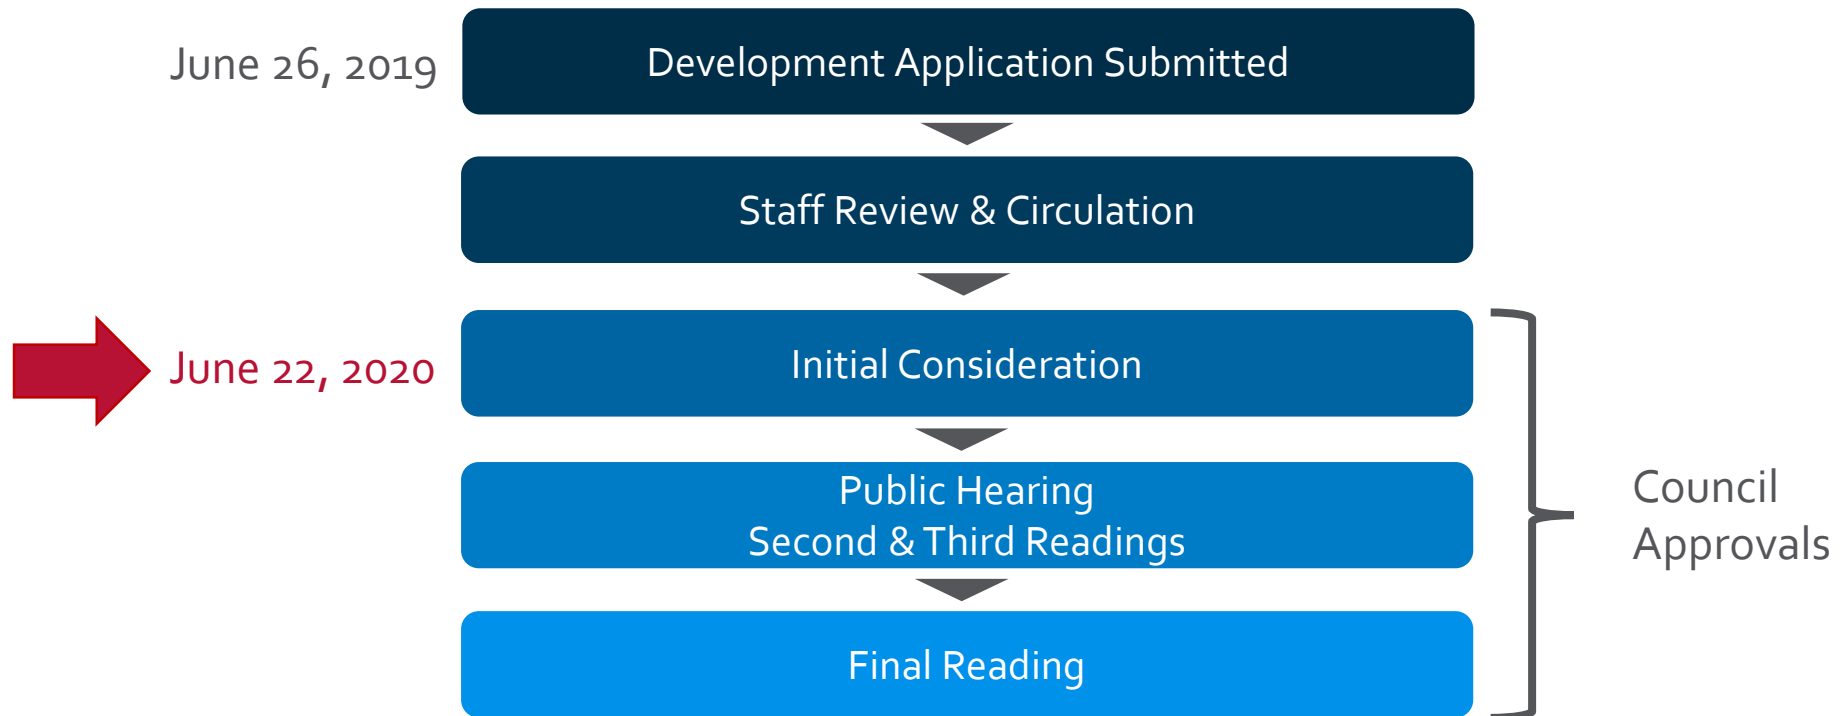 June 26, 2019
Development Application Submitted
Staff Review & Circulation
June 22, 2020
Initial Consideration
Public Hearing
Second & Third Readings
Council
Approvals
Final Reading